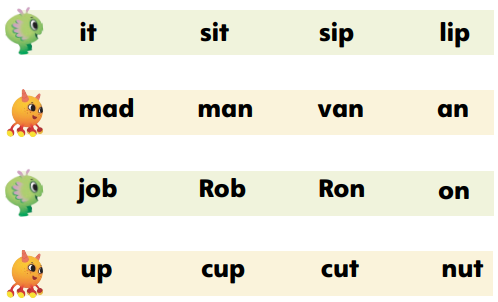 it sit sip lip
mad man van an
job Rob Ron on
up cup cut nut